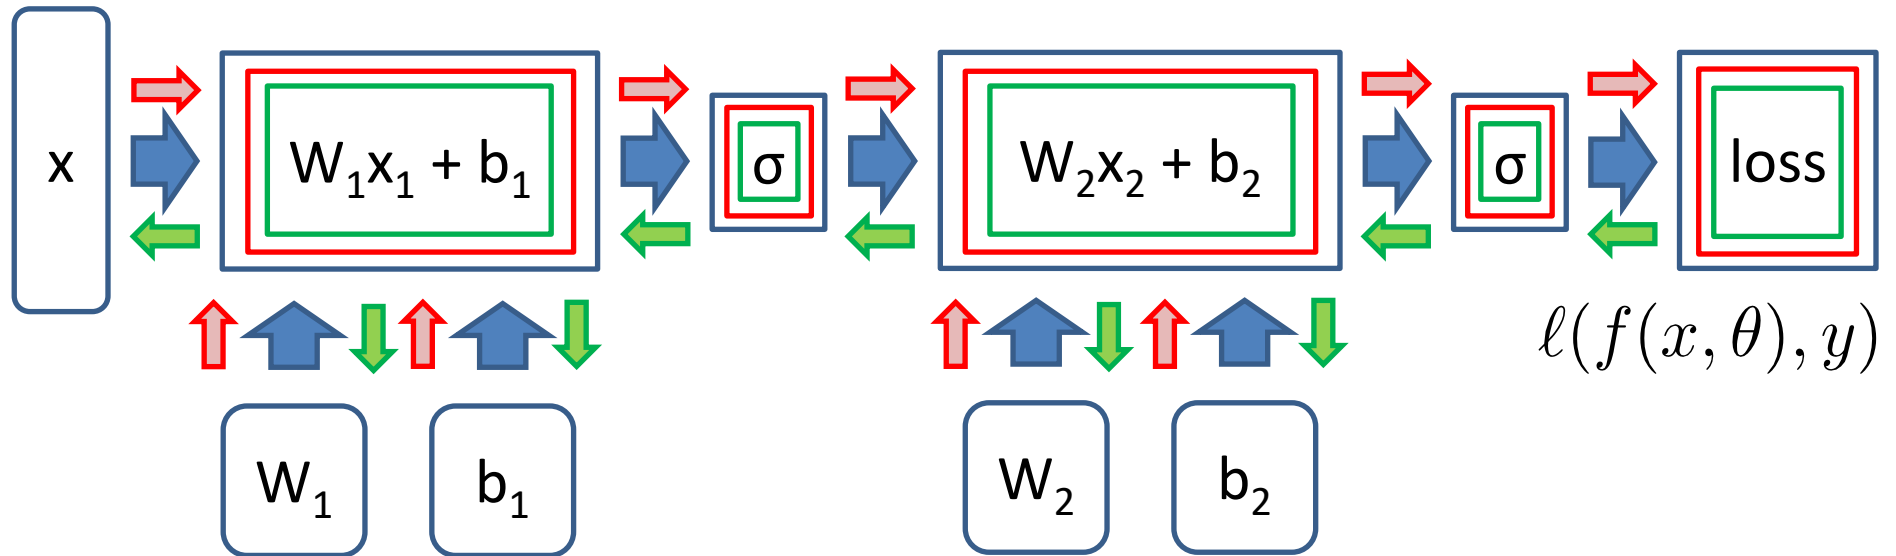 x
W₁x₁ + b₁
σ
W₂x₂ + b₂
σ
loss
ℓ(f(x, θ), y)
W₁
b₁
W₂
b₂